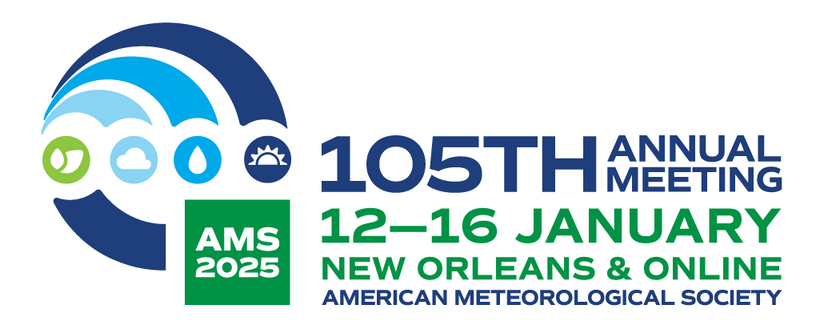 AMS
2025
105TH ANNUAL MEETING
12—16 JANUARY
NEW ORLEANS & ONLINE
AMERICAN METEOROLOGICAL SOCIETY